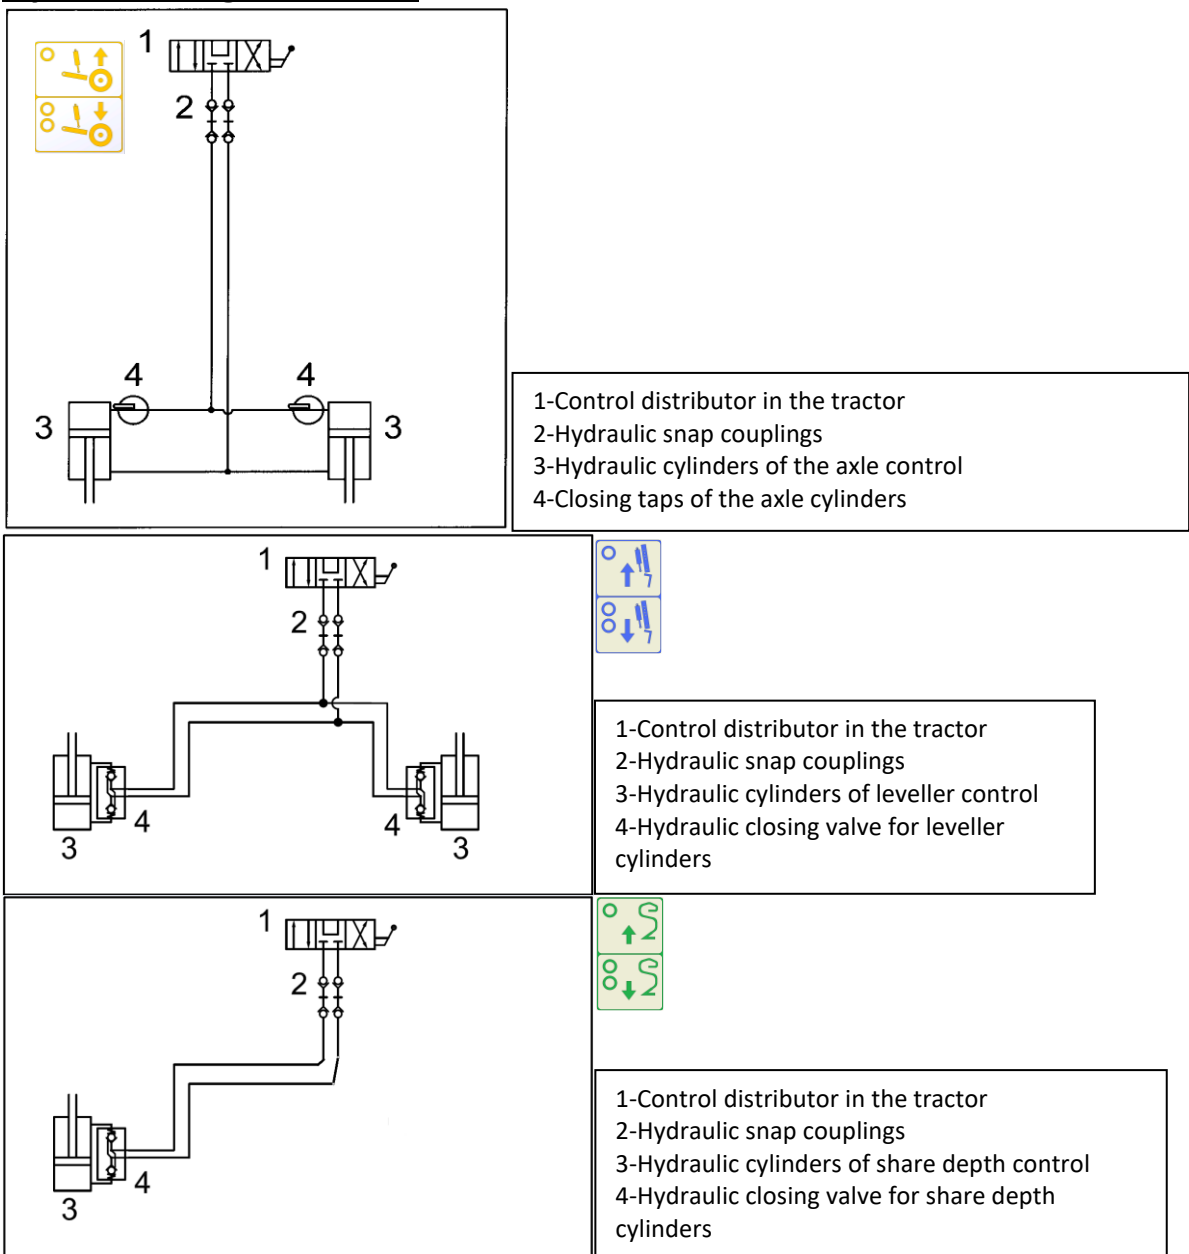 1
2
4
4
3
3
1-Control distributor in the tractor
2-Hydraulic snap couplings
3-Hydraulic cylinders of the axle control
4-Closing taps of the axle cylinders
1
2
4
4
3
3
1-Control distributor in the tractor
2-Hydraulic snap couplings
3-Hydraulic cylinders of leveller control
4-Hydraulic closing valve for leveller
cylinders
1
2
4
3
1-Control distributor in the tractor
2-Hydraulic snap couplings
3-Hydraulic cylinders of share depth control
4-Hydraulic closing valve for share depth
cylinders